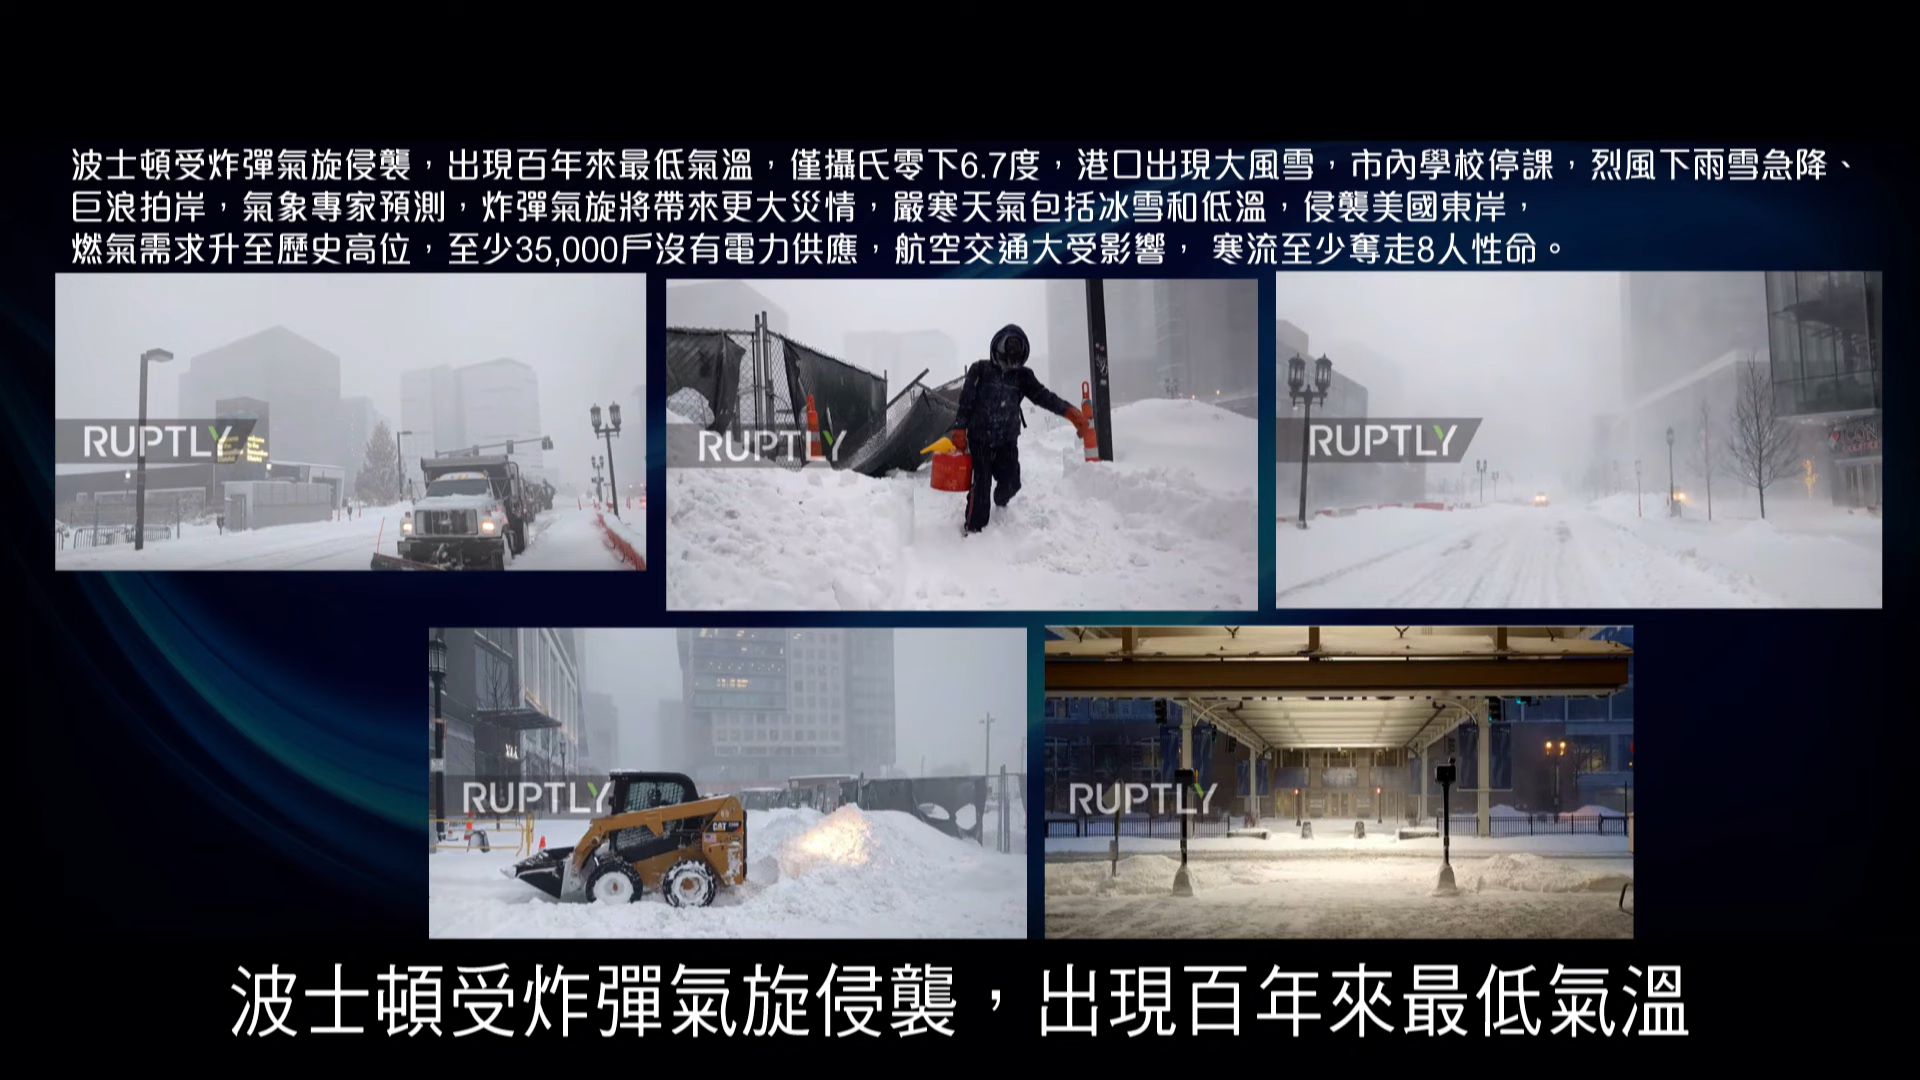 波士頓受炸彈氣旋侵襲，出現百年來最低氣溫，僅攝氏零下6.7度，港口出現大風雪，市內學校停課，烈風下雨雪急降、
巨浪拍岸，氣象專家預測，炸彈氣旋將帶來更大災情，嚴寒天氣包括冰雪和低溫，侵襲美國東岸，
燃氣需求升至歷史高位，至少35,000戶沒有電力供應，航空交通大受影響， 寒流至少奪走8人性命。
RUPTLY
RUPTLY
RUPTLY
RUPTLY
CAT
RUPTLY
波士頓受炸彈氣旋侵襲，出現百年來最低氣溫